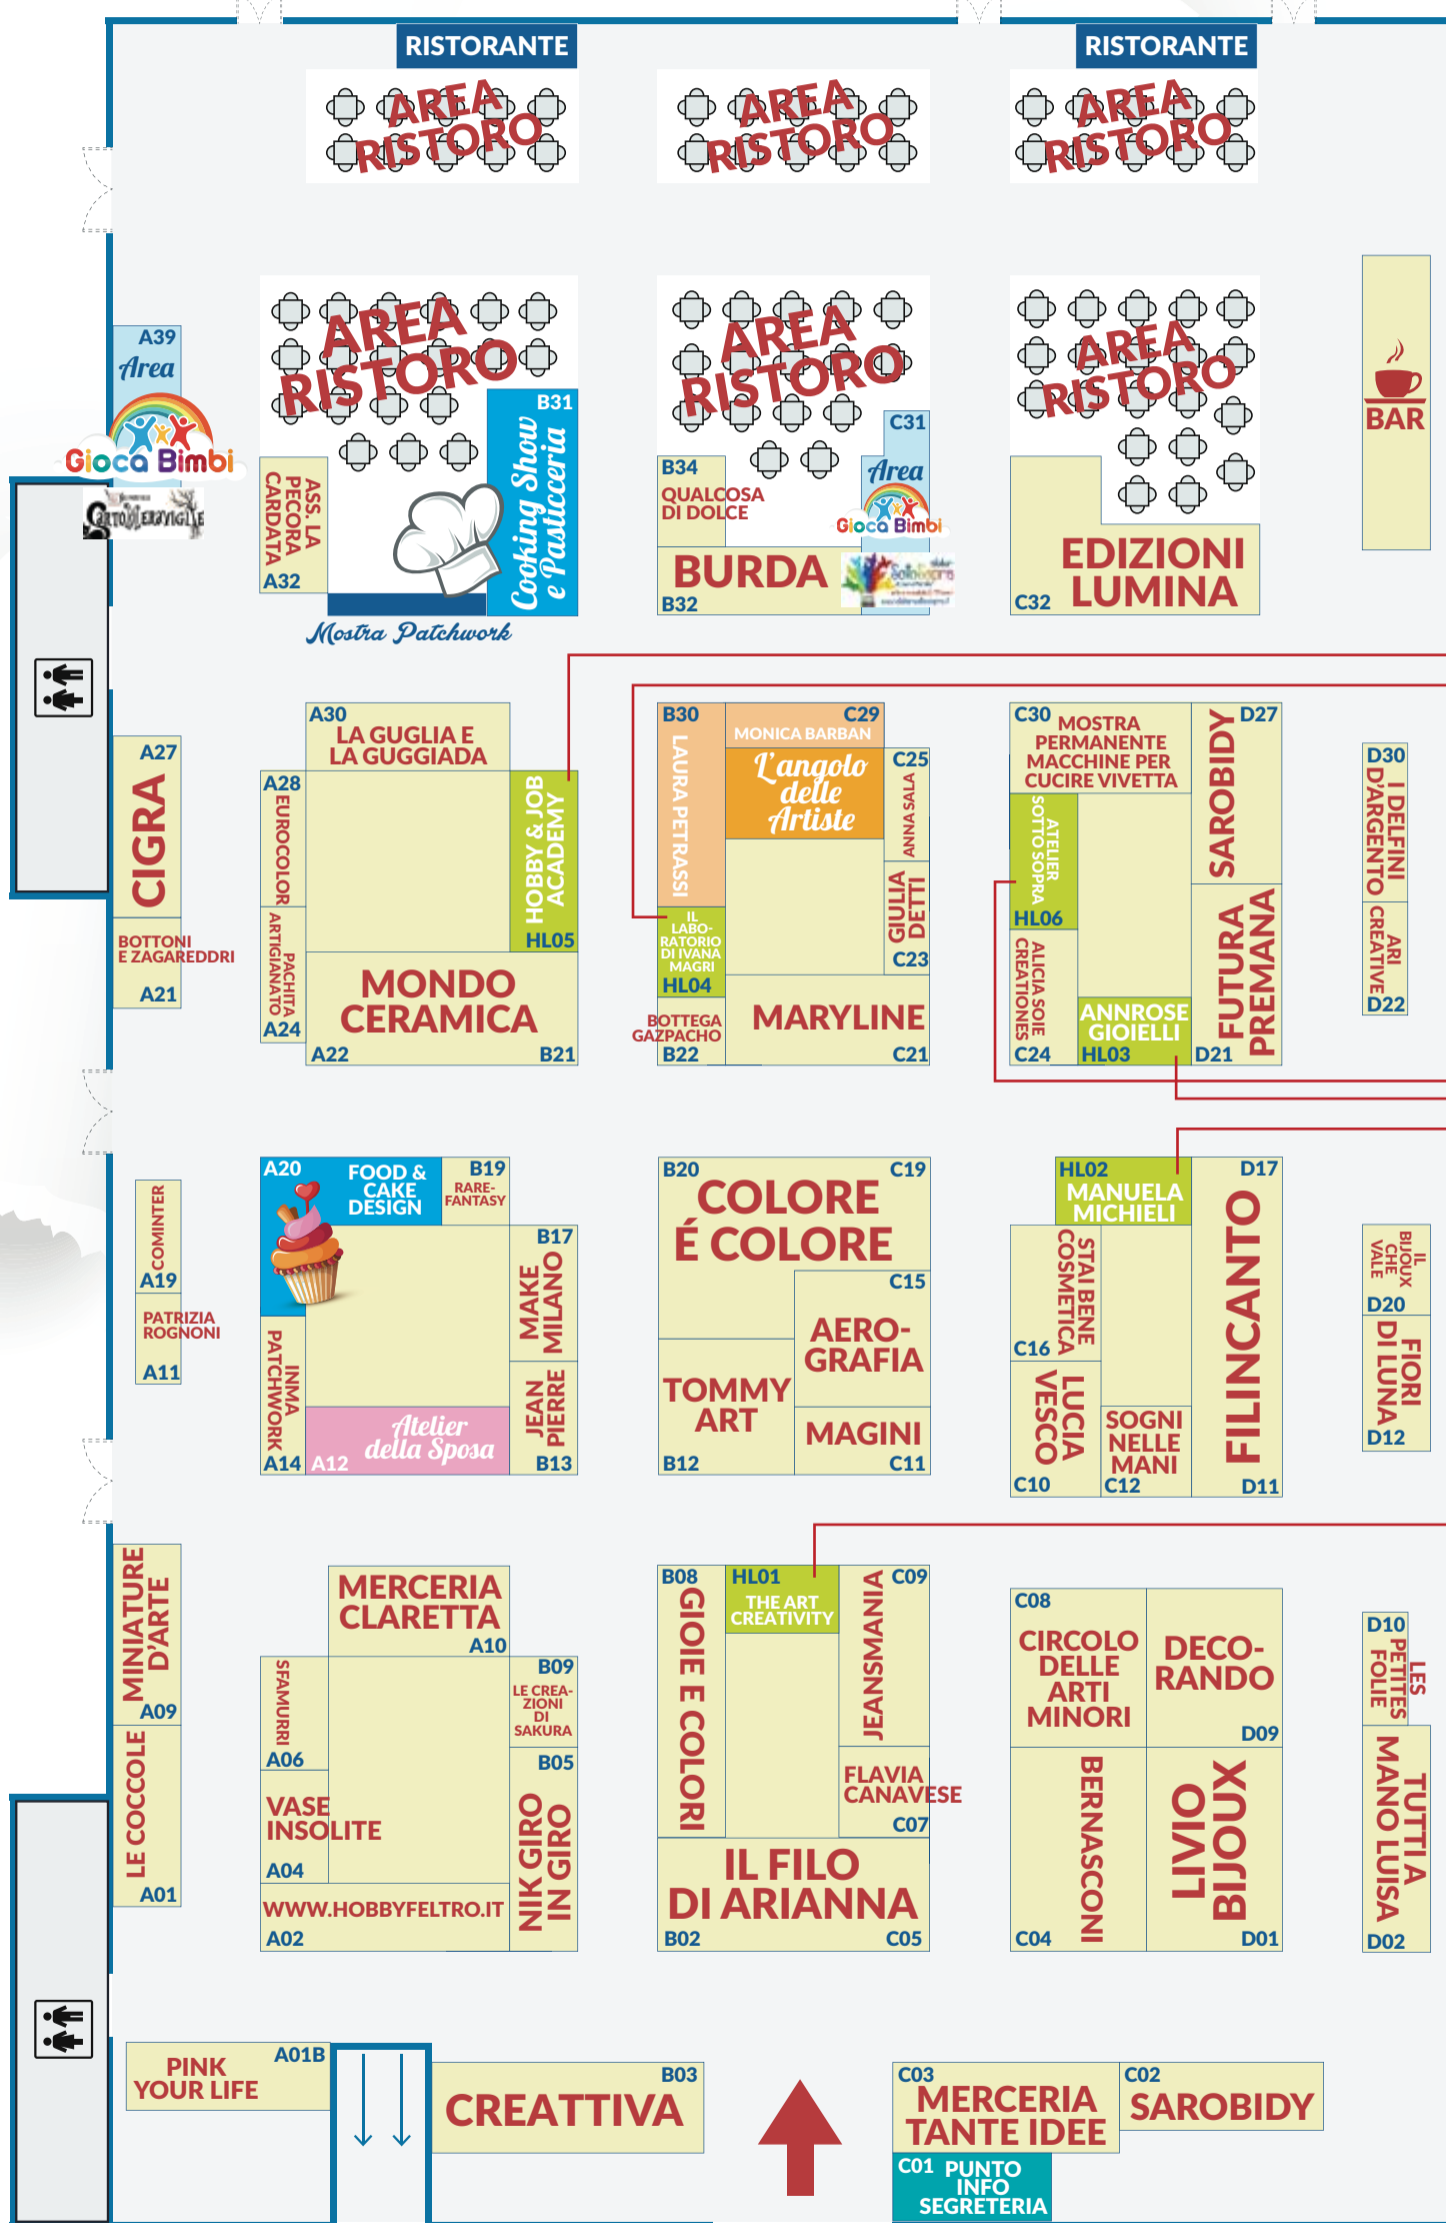 RISTORANTE
RISTORANTE
AREA
RISTORO
AREA
RISTORO
AREA
RISTORO
A39
Area
Gioca Bimbi
AREA
RISTORO
B31
Cooking Show
e Pasticceria
ASS. LA
PECORA
CARDATA
A32
Mostra Patchwork
AREA
RISTORO
C31
Area
Gioca Bimbi
B34
QUALCOSA
DI DOLCE
BURDA
B32
AREA
RISTORO
EDIZIONI
LUMINA
C32
BAR
A27
CIGRA
BOTTONI
E ZAGAREDDRI
A21
A30
LA GUGLIA E
LA GUGGIADA
A28
EUROCOLOR
HOBBY & JOB
ACADEMY
HL05
PACHITA
ARTIGIANATO
A24
MONDO
CERAMICA
A22
B21
B30
LAURA PETRASSI
C29
MONICA BARBAN
L'angolo
delle
Artiste
C25
ANNA SALA
GIULIA
DETTI
C23
IL
LABO-
RATORIO
DI IVANA
MAGRI
HL04
BOTTEGA
GAZPACHO
B22
MARYLINE
C21
C30
MOSTRA
PERMANENTE
MACCHINE PER
CUCIRE VIVETTA
D27
SAROBIDY
ATELIER
SOTTO SOPRA
HL06
ALICIA SOIE
CREATIONES
C24
ANNROSE
GIOIELLI
HL03
FUTURA
PREMANA
D21
D30
I DELFINI
D'ARGENTO
ARI
CREATIVE
D22
COMINTER
A19
PATRIZIA
ROGNONI
A11
A20
FOOD &
CAKE
DESIGN
B19
RARE-
FANTASY
B17
MAKE
MILANO
INMA
PATCHWORK
A14
A12
Atelier
della Sposa
JEAN
PIERRE
B13
B20
C19
COLORE
É COLORE
C15
AERO-
GRAFIA
TOMMY
ART
B12
MAGINI
C11
HL02
MANUELA
MICHIELI
D17
FILINCANTO
D11
STAI BENE
COSMETICA
C16
LUCIA
VESCO
C10
SOGNI
NELLE
MANI
C12
IL
BIJOUX
CHE
VALE
D20
FIORI
DI LUNA
D12
MINIATURE
D'ARTE
A09
LE COCCOLE
A01
MERCERIA
CLARETTA
A10
SFAMURRI
A06
B09
LE CREA-
ZIONI
DI
SAKURA
VASE
INSOLITE
A04
B05
NIK GIRO
IN GIRO
WWW.HOBBYFELTRO.IT
A02
B08
GIOIE E COLORI
HL01
THE ART
CREATIVITY
C09
JEANSMANIA
FLAVIA
CANAVESE
C07
IL FILO
DI ARIANNA
B02
C05
C08
CIRCOLO
DELLE
ARTI
MINORI
DECO-
RANDO
D09
BERNASCONI
C04
LIVIO
BIJOUX
D01
D10
LES
PETITES
FOLIE
TUTTI A
MANO LUISA
D02
A01B
PINK
YOUR LIFE
B03
CREATTIVA
C03
MERCERIA
TANTE IDEE
C02
SAROBIDY
C01
PUNTO
INFO
SEGRETERIA